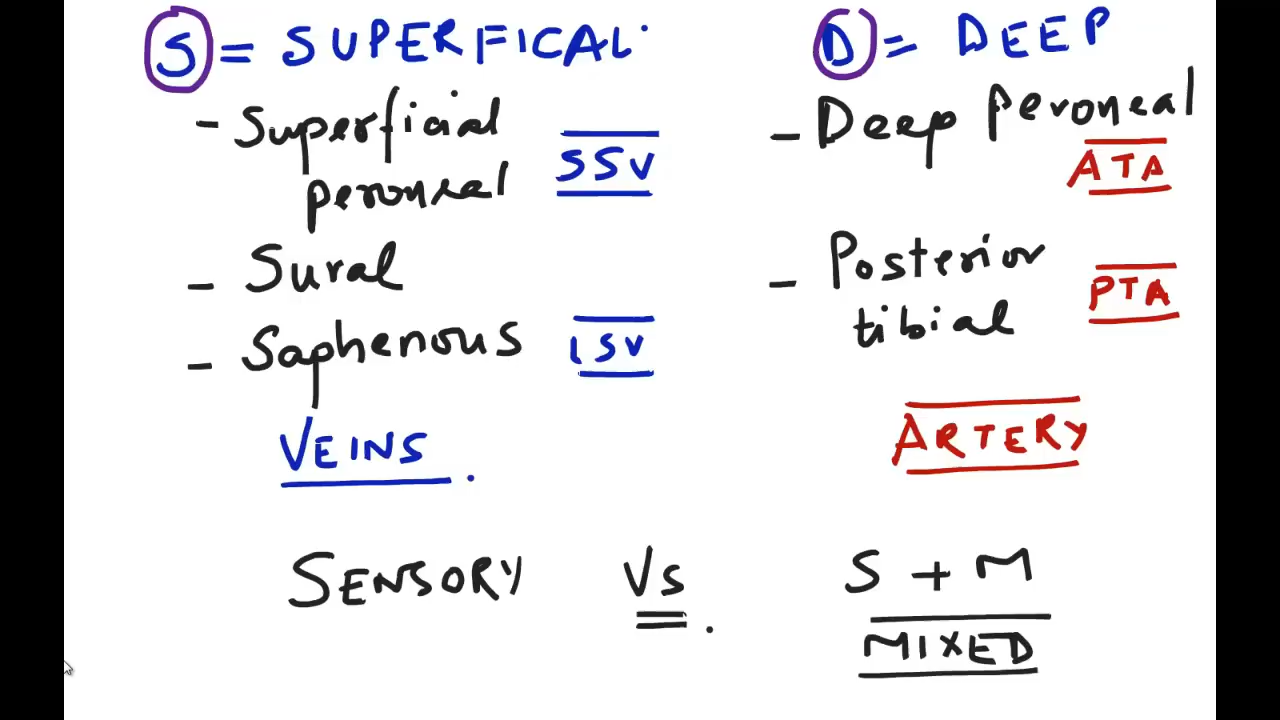 S = SUPERFICAL
- Superficial peroneal
SSV
- Sural
- Saphenous
LSV
VEINS.
D = DEEP
- Deep peroneal
ATA
- Posterior tibial
PTA
ARTERY
SENSORY Vs. S + M
MIXED